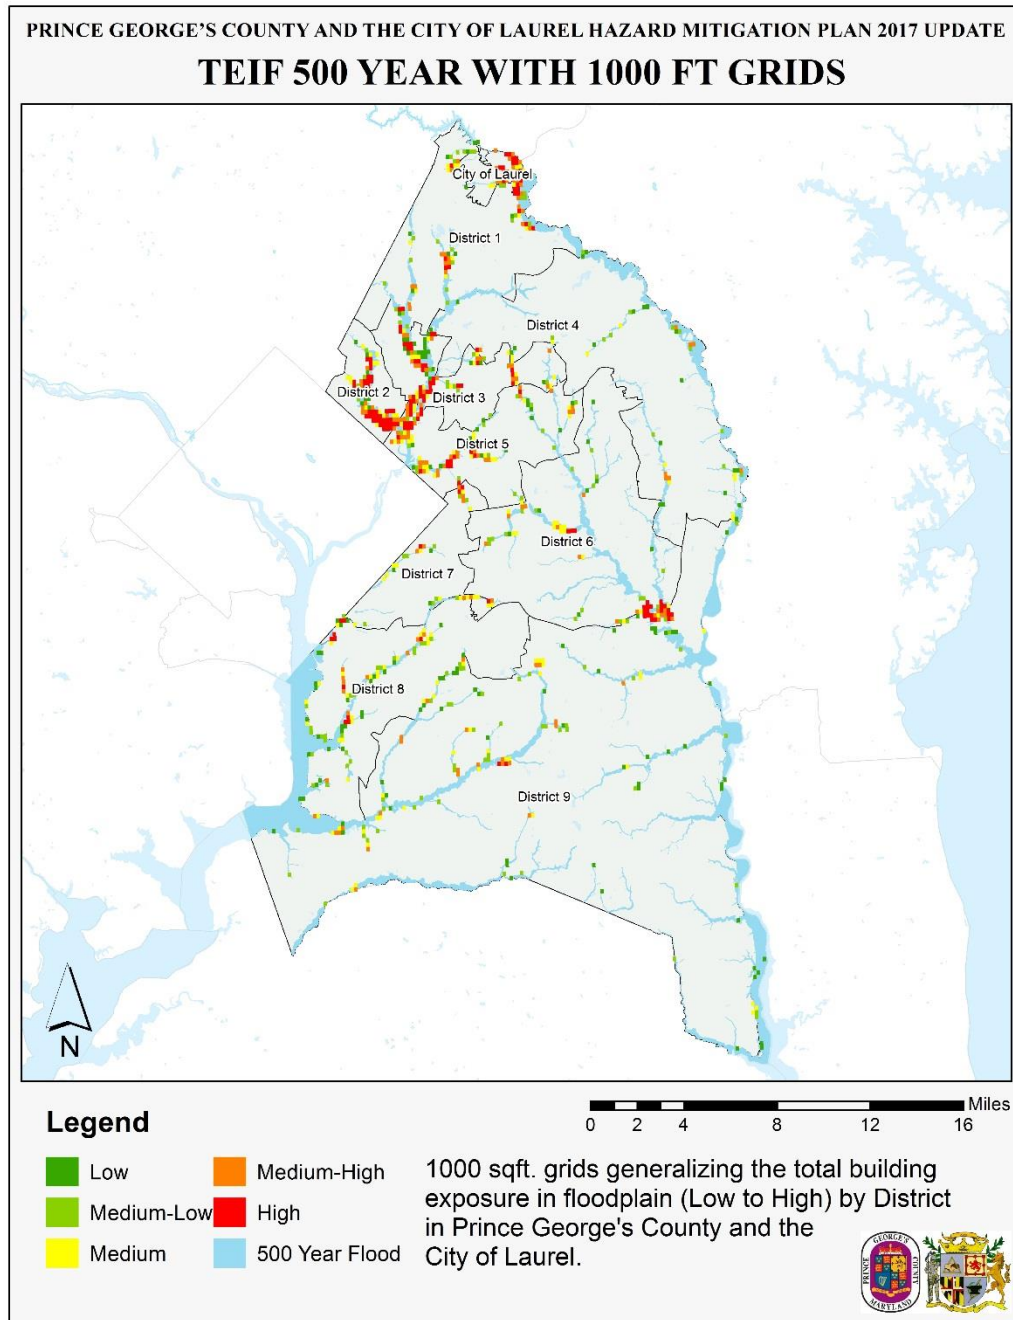 PRINCE GEORGE'S COUNTY AND THE CITY OF LAUREL HAZARD MITIGATION PLAN 2017 UPDATE
TEIF 500 YEAR WITH 1000 FT GRIDS
City of Laurel
District 1
District 4
District 2
District 3
District 5
District 6
District 7
District 8
District 9
N
Miles
0 2 4 8 12 16
Legend
Low
Medium-Low
Medium
Medium-High
High
500 Year Flood
1000 sqft. grids generalizing the total building
exposure in floodplain (Low to High) by District
in Prince George's County and the
City of Laurel.
PRINCE
GEORGE'S
COUNTY
MARYLAND